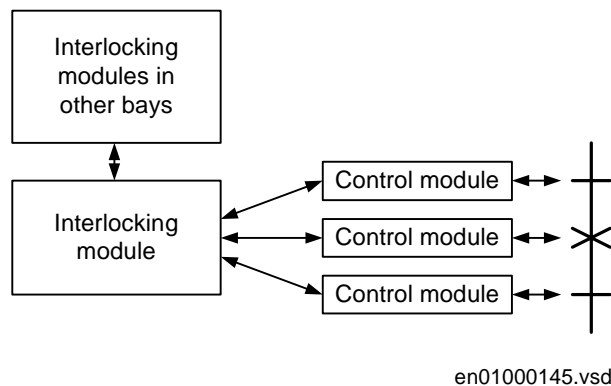 Interlocking
modules in
other bays
Interlocking
module
Control module
Control module
Control module
en01000145.vsd